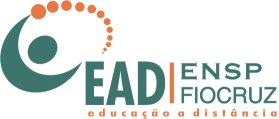 EAD ENSP
FIOCRUZ
educação a distância